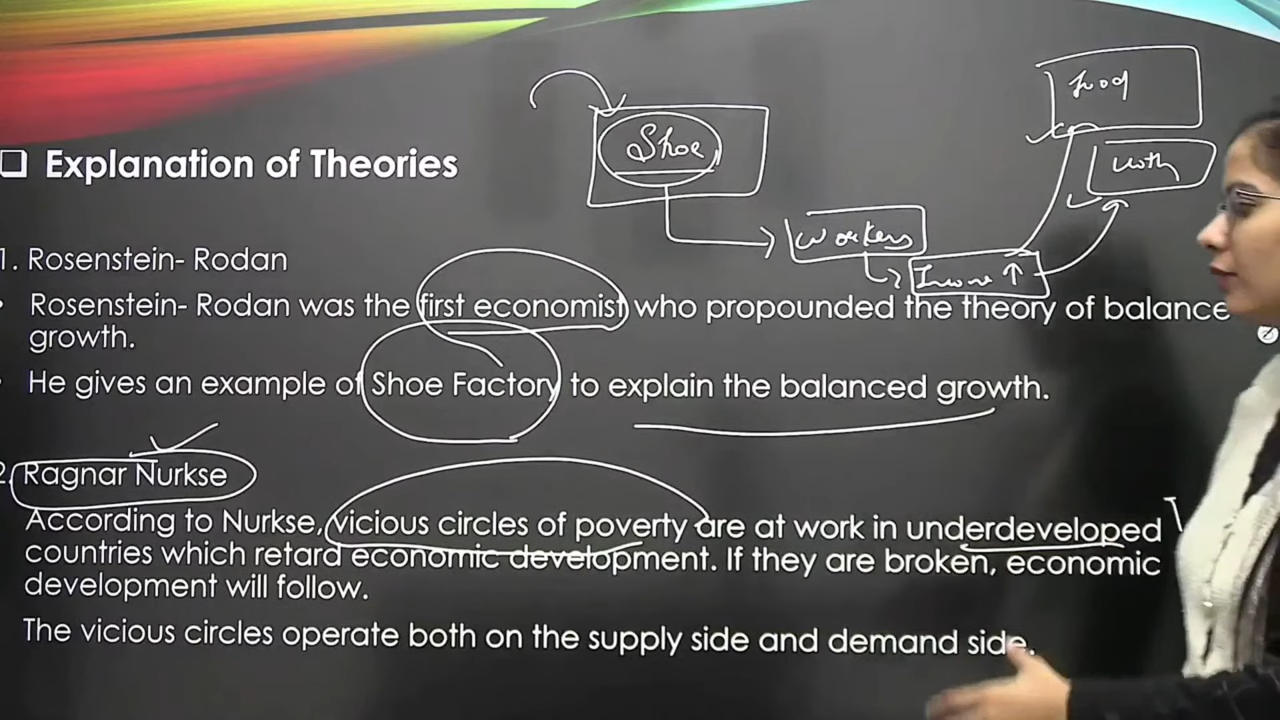 Explanation of Theories
1. Rosenstein- Rodan
Rosenstein- Rodan was the first economist who propounded the theory of balance
growth.
He gives an example of Shoe Factory to explain the balanced growth.
2. Ragnar Nurkse
According to Nurkse, vicious circles of poverty are at work in underdeveloped
countries which retard economic development. If they are broken, economic
development will follow.
The vicious circles operate both on the supply side and demand side.
Shoe
workers
Income ↑
food